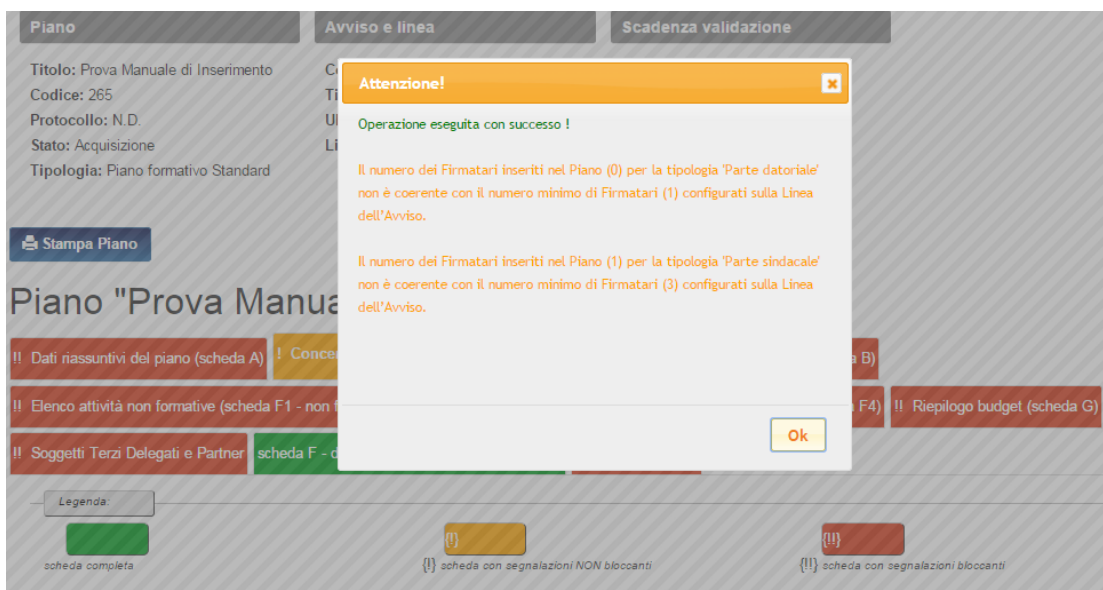 Piano
Avviso e linea
Scadenza validazione
Titolo: Prova Manuale di Inserimento
Codice: 265
Protocollo: N.D.
Stato: Acquisizione
Tipologia: Piano formativo Standard
Attenzione!
Operazione eseguita con successo !
Il numero dei Firmatari inseriti nel Piano (0) per la tipologia 'Parte datoriale'
non è coerente con il numero minimo di Firmatari (1) configurati sulla Linea
dell'Avviso.
Il numero dei Firmatari inseriti nel Piano (1) per la tipologia 'Parte sindacale'
non è coerente con il numero minimo di Firmatari (3) configurati sulla Linea
dell'Avviso.
Ok
Stampa Piano
Piano "Prova Manua
!! Dati riassuntivi del piano (scheda A)
! Conce
B)
!! Elenco attività non formative (scheda F1 - non f
F4)
!! Riepilogo budget (scheda G)
!! Soggetti Terzi Delegati e Partner
scheda F - d
Legenda:
{!}
{!!}
scheda completa
{!} scheda con segnalazioni NON bloccanti
{!!} scheda con segnalazioni bloccanti